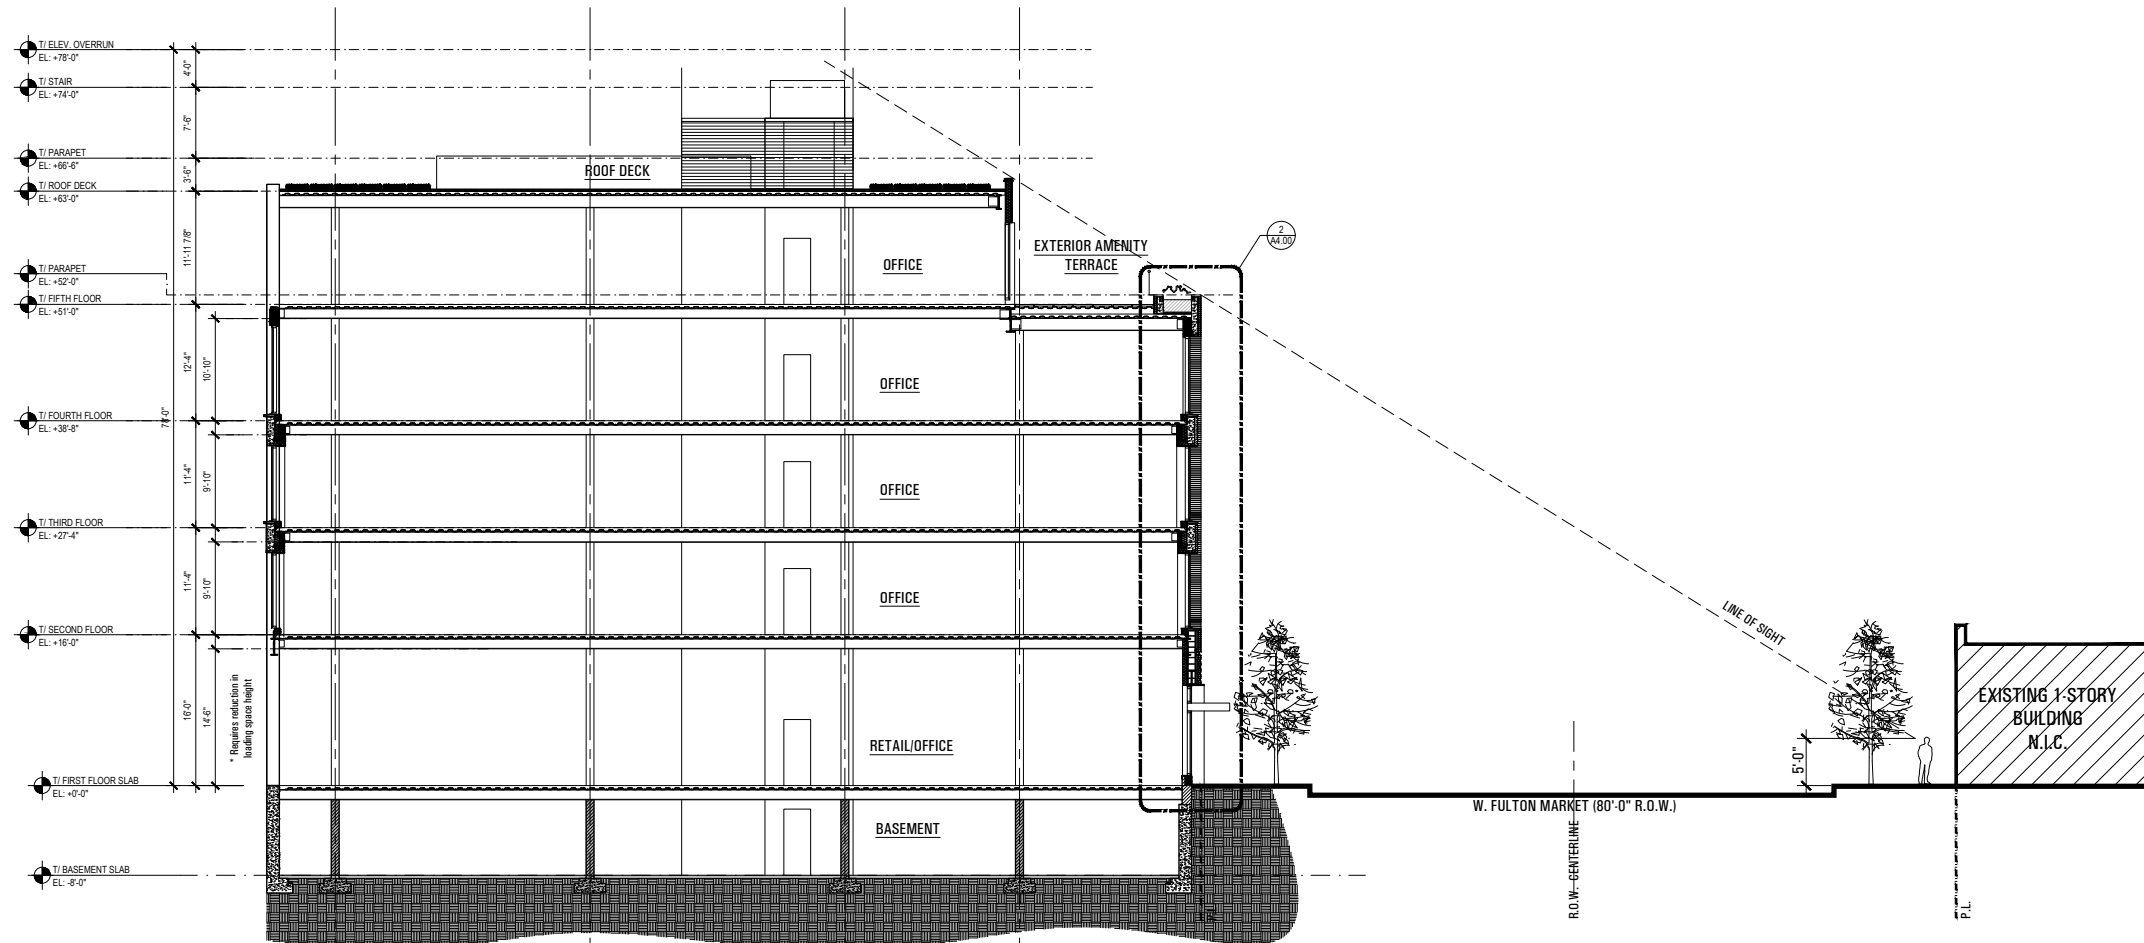 T/ ELEV. OVERRUN
EL: +78'-0"
T/ STAIR
EL: +74'-0"
T/ PARAPET
EL: +66'-6"
T/ ROOF DECK
EL: +63'-0"
T/ PARAPET
EL: +52'-0"
T/ FIFTH FLOOR
EL: +51'-0"
T/ FOURTH FLOOR
EL: +38'-8"
T/ THIRD FLOOR
EL: +27'-4"
T/ SECOND FLOOR
EL: +16'-0"
T/ FIRST FLOOR SLAB
EL: +0'-0"
T/ BASEMENT SLAB
EL: -8'-0"
78'-0"
4'-0"
7'-6"
3'-6"
11'-11 7/8"
12'-4"
11'-4"
11'-4"
16'-0"
10'-10"
9'-10"
9'-10"
14'-6"
* Requires reduction in
loading space height
ROOF DECK
OFFICE
OFFICE
OFFICE
OFFICE
RETAIL/OFFICE
BASEMENT
EXTERIOR AMENITY
TERRACE
2
A4.00
LINE OF SIGHT
5'-0"
EXISTING 1-STORY
BUILDING
N.I.C.
W. FULTON MARKET (80'-0" R.O.W.)
R.O.W. CENTERLINE
P.L.
P.L.